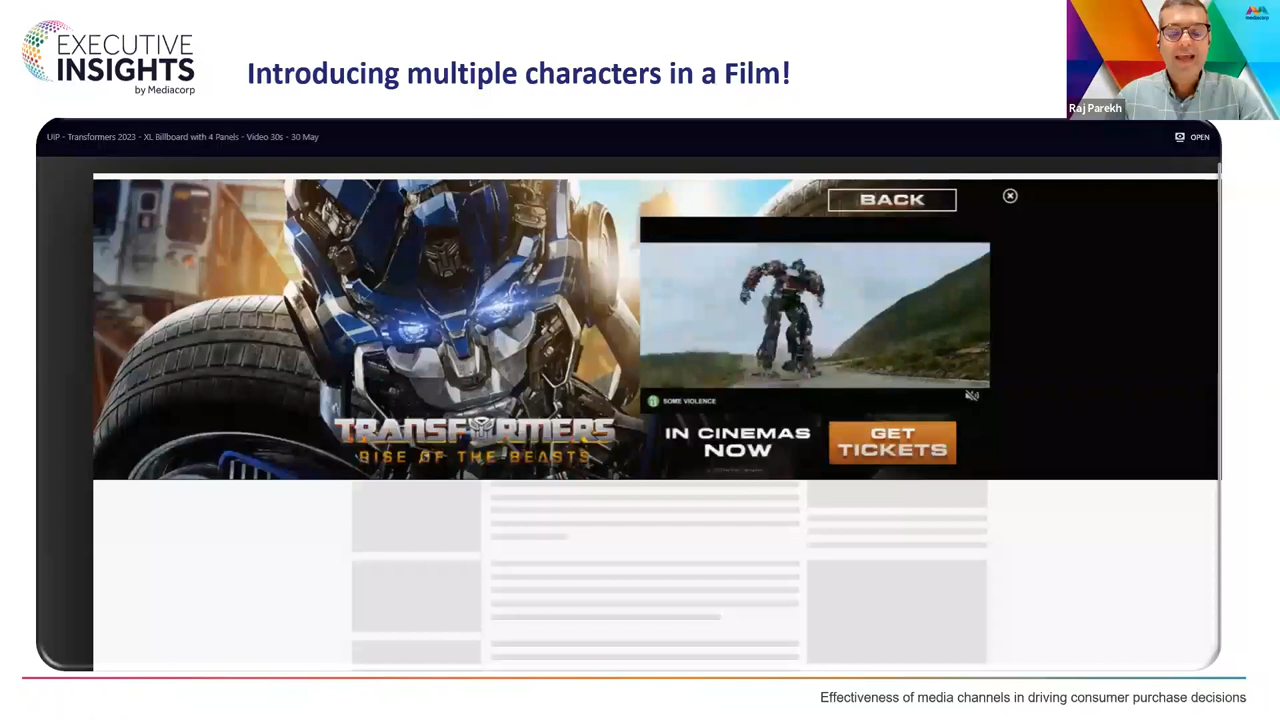 EXECUTIVE
INSIGHTS
by Mediacorp
Introducing multiple characters in a Film!
mediacorp
Raj Parekh
UIP - Transformers 2023 - XL Billboard with 4 Panels - Video 30s - 30 May
OPEN
BACK
SOME VIOLENCE
TRANSFORMERS
RISE OF THE BEASTS
IN CINEMAS
NOW
GET
TICKETS
Effectiveness of media channels in driving consumer purchase decisions